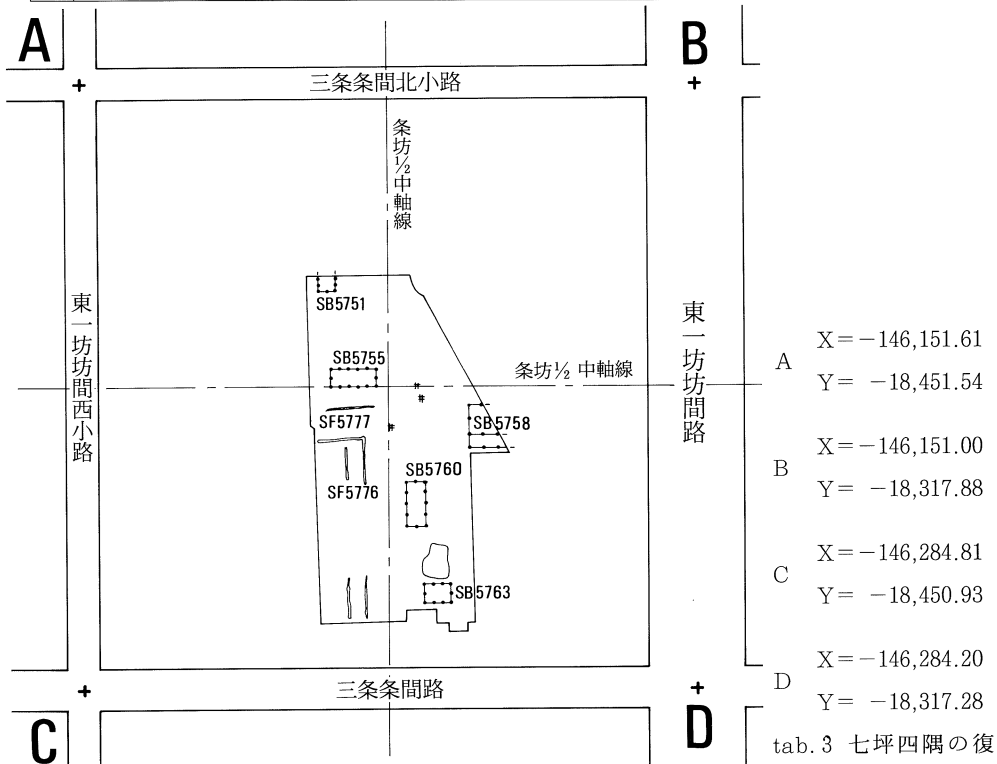 A
B
三条条間北小路
条坊1/2中軸線
SB5751
東一坊坊間西小路
東一坊坊間路
SB5755
条坊1/2 中軸線
SF5777
SB5758
SB5760
SF5776
SB5763
三条条間路
C
D
A
X=-146,151.61
Y= -18,451.54
B
X=-146,151.00
Y= -18,317.88
C
X=-146,284.81
Y= -18,450.93
D
X=-146,284.20
Y= -18,317.28
tab.3 七坪四隅の復